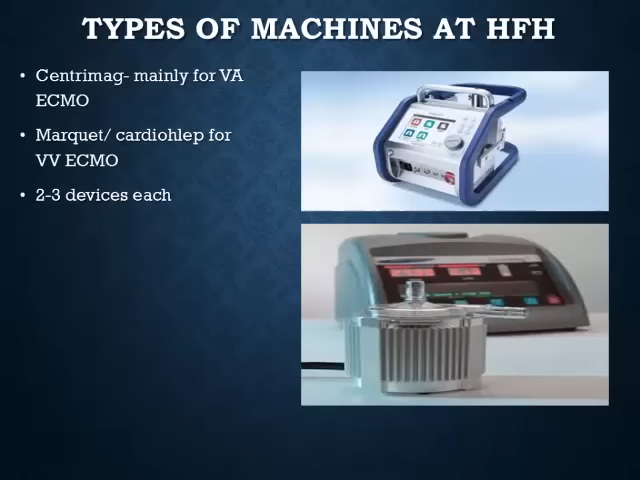 TYPES OF MACHINES AT HFH
• Centrimag- mainly for VA
ECMO
• Marquet/ cardiohlep for
VV ECMO
• 2-3 devices each